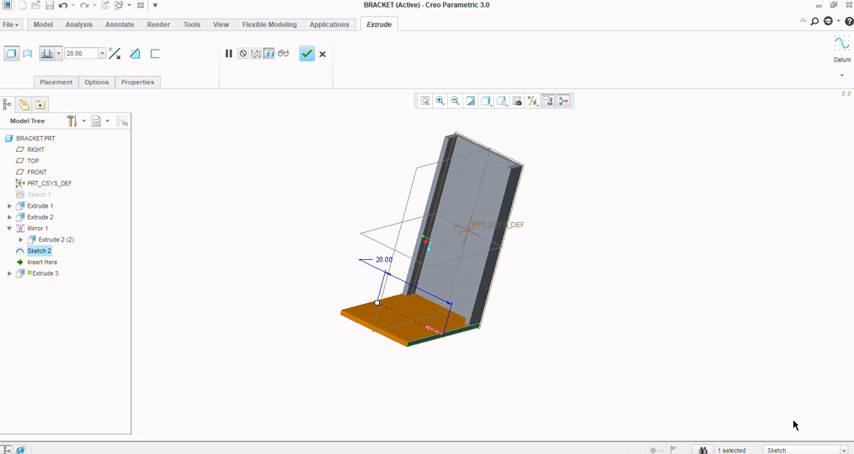 BRACKET (Active) - Creo Parametric 3.0
File Model Analysis Annotate Render Tools View Flexible Modeling Applications Extrude
20.00
Datum
Placement Options Properties
Model Tree
BRACKET.PRT
RIGHT
TOP
FRONT
PRT_CSYS_DEF
Sketch 1
Extrude 1
Extrude 2
Mirror 1
Extrude 2 (2)
Sketch 2
Insert Here
Extrude 3
PRT_CSYS_DEF
20.00
1 selected Sketch